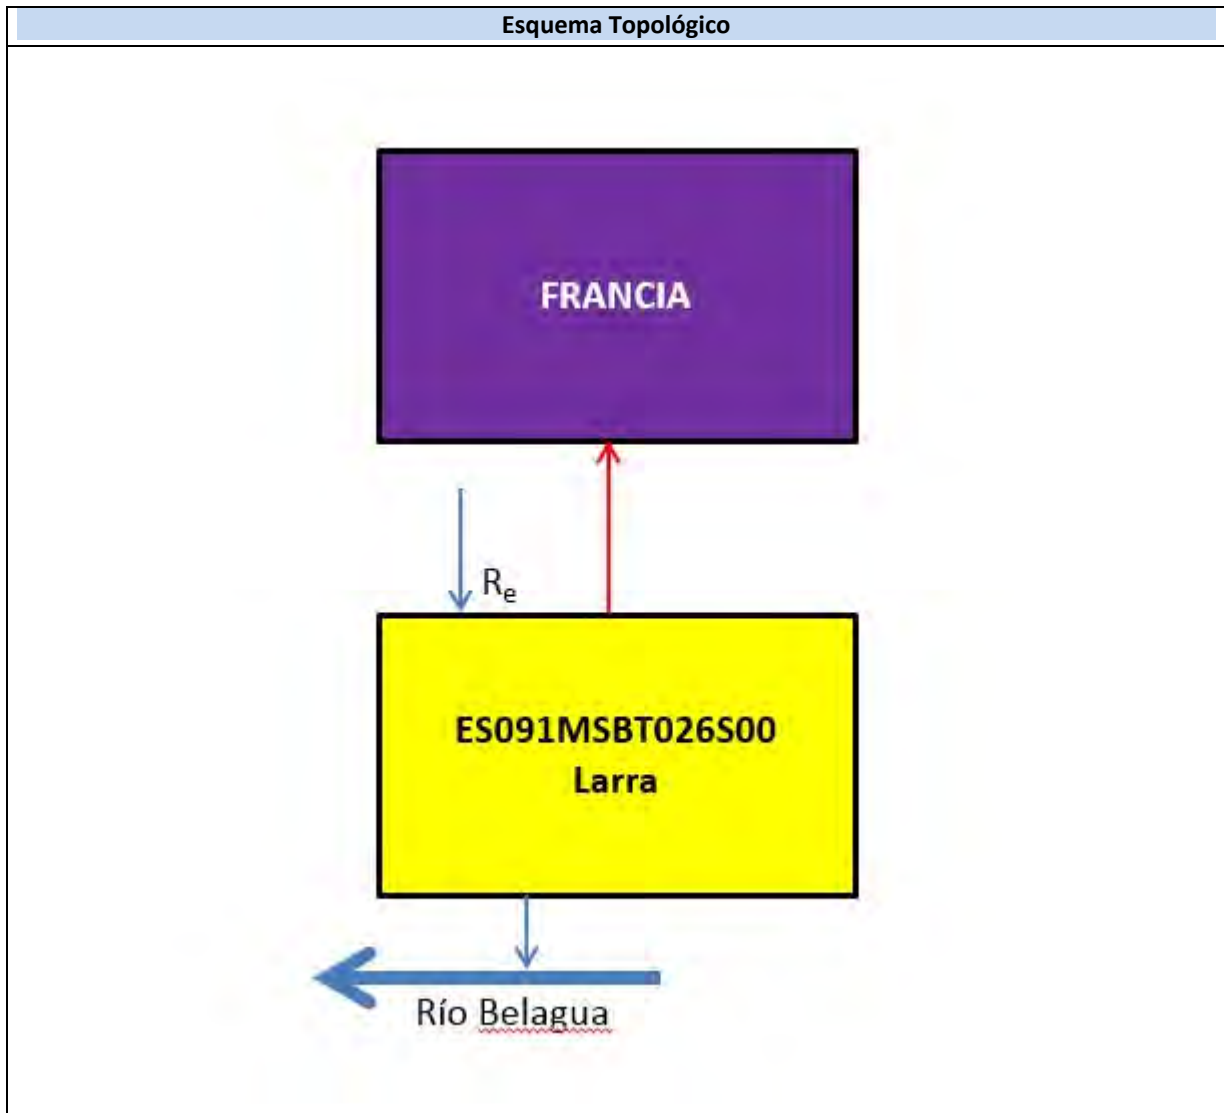 Esquema Topológico
FRANCIA
Re
ES091MSBT026S00
Larra
Río Belagua